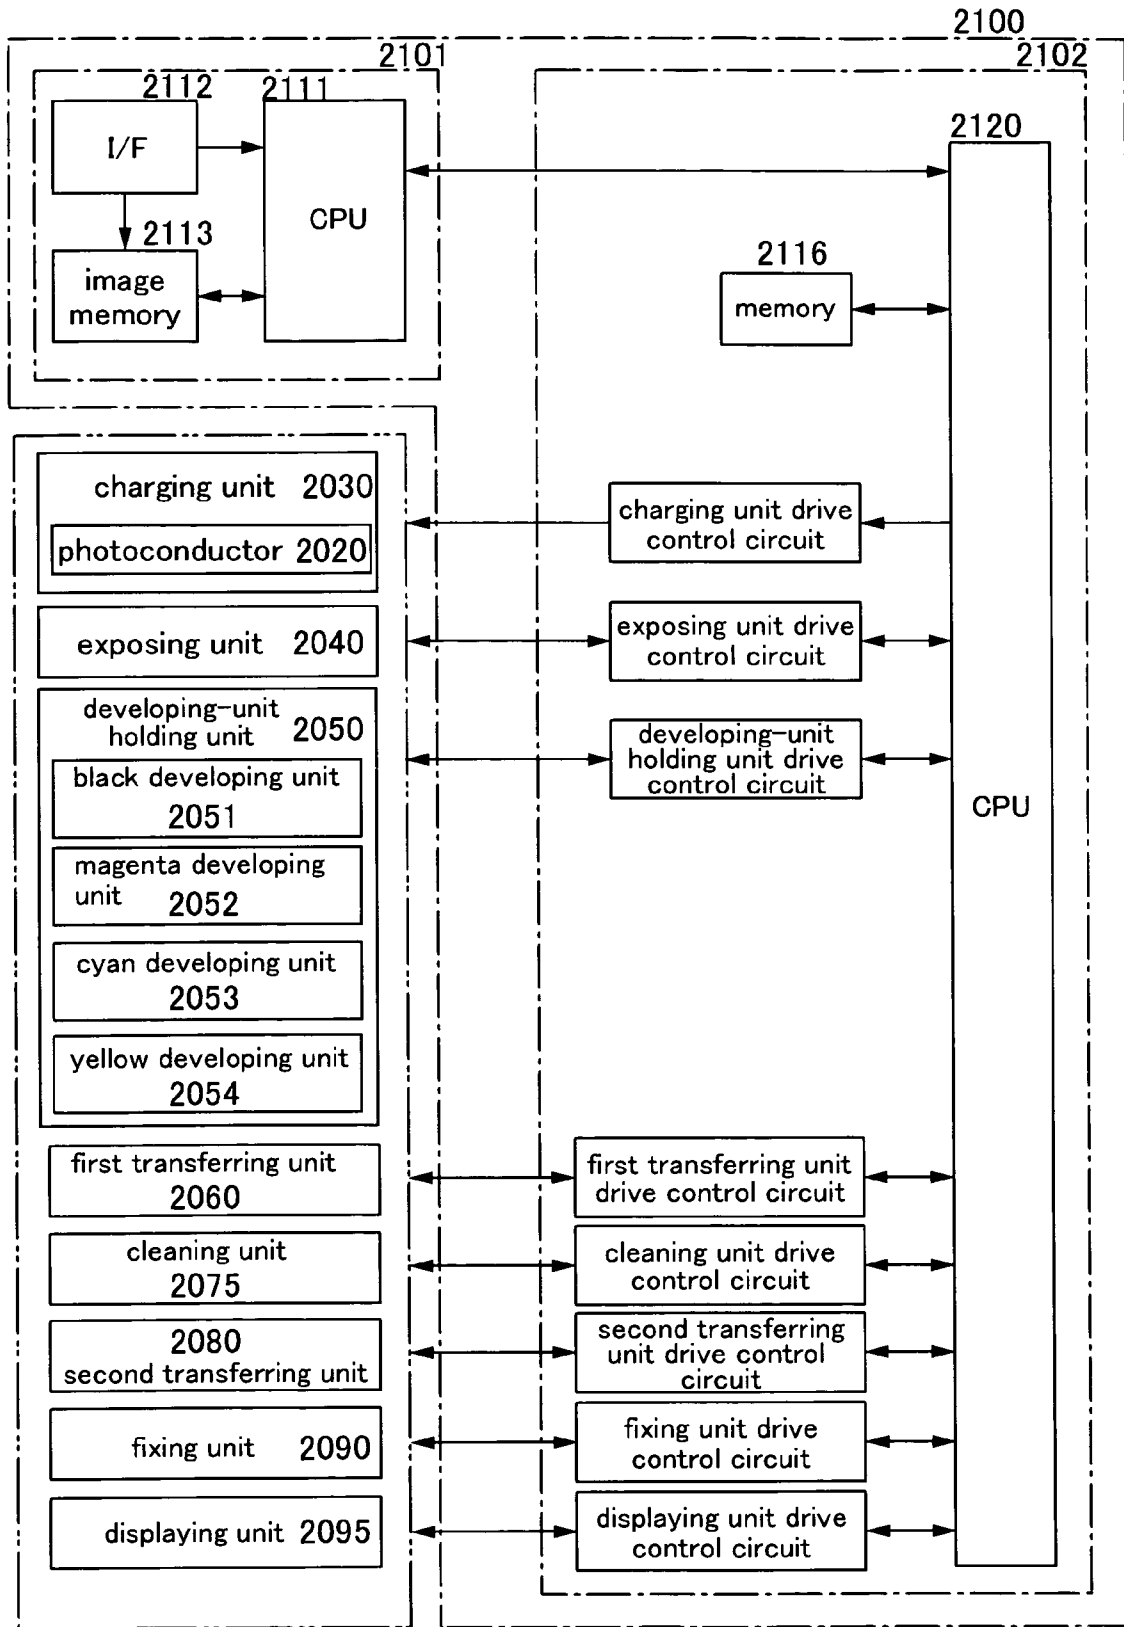 2100
2101
2102
2112
2111
2120
I/F
CPU
2113
image
memory
2116
memory
charging unit 2030
photoconductor 2020
charging unit drive
control circuit
exposing unit 2040
exposing unit drive
control circuit
developing-unit
holding unit 2050
developing-unit
holding unit drive
control circuit
black developing unit
2051
CPU
magenta developing
unit 2052
cyan developing unit
2053
yellow developing unit
2054
first transferring unit
2060
first transferring unit
drive control circuit
cleaning unit
2075
cleaning unit drive
control circuit
2080
second transferring unit
second transferring
unit drive control
circuit
fixing unit 2090
fixing unit drive
control circuit
displaying unit 2095
displaying unit drive
control circuit